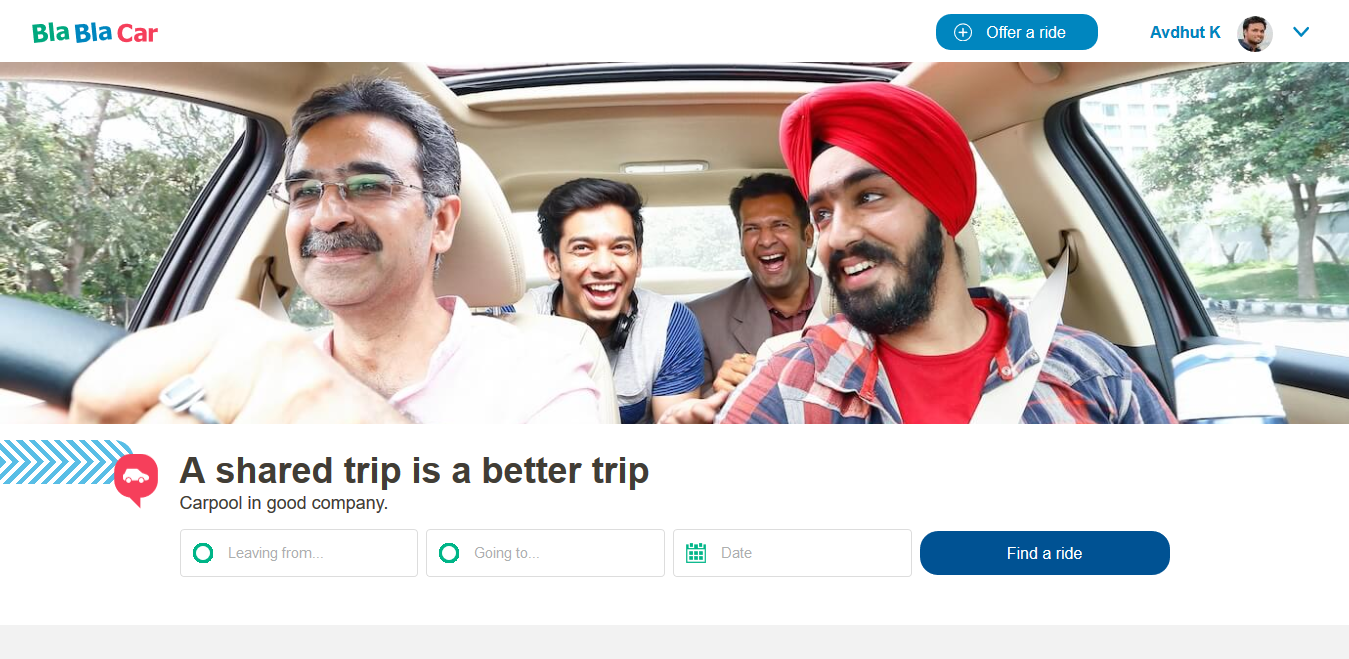 Bla Bla Car
Offer a ride
Avdhut K
A shared trip is a better trip
Carpool in good company.
Leaving from...
Going to...
Date
Find a ride